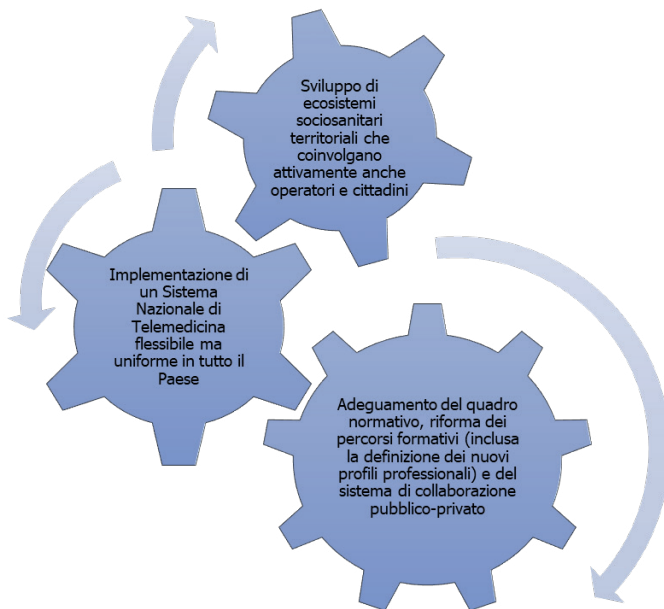 Sviluppo di
ecosistemi
sociosanitari
territoriali che
coinvolgano
attivamente anche
operatori e cittadini
Implementazione di
un Sistema
Nazionale di
Telemedicina
flessibile ma
uniforme in tutto il
Paese
Adeguamento del quadro
normativo, riforma dei
percorsi formativi (inclusa
la definizione dei nuovi
profili professionali) e del
sistema di collaborazione
pubblico-privato